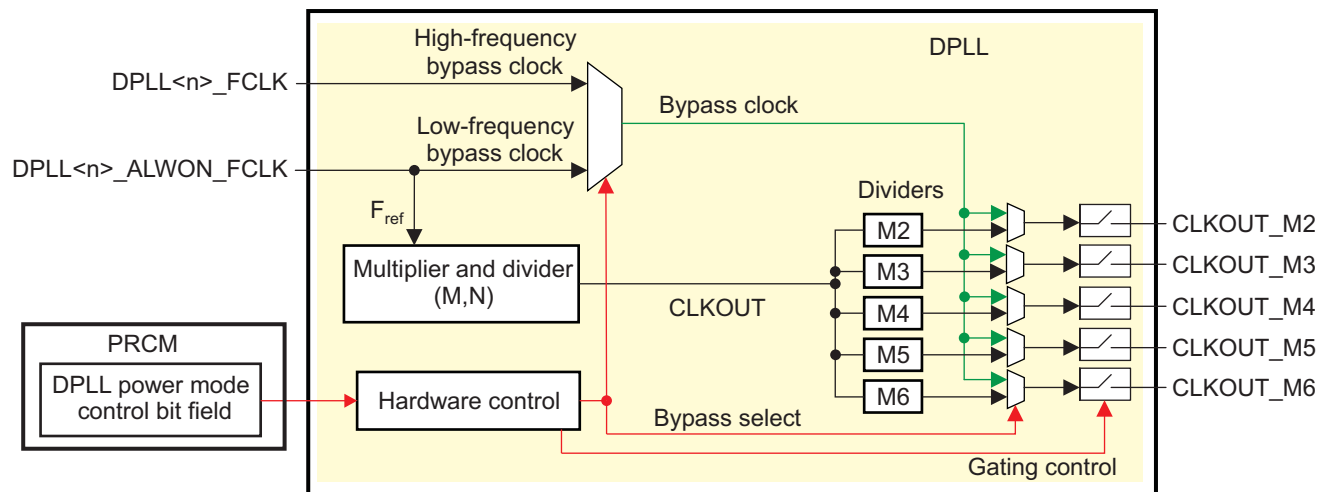 DPLL
High-frequency
bypass clock
DPLL<n>_FCLK
Bypass clock
Low-frequency
bypass clock
DPLL<n>_ALWON_FCLK
Fref
Dividers
M2
CLKOUT_M2
M3
CLKOUT_M3
Multiplier and divider
(M,N)
CLKOUT
M4
CLKOUT_M4
M5
CLKOUT_M5
M6
CLKOUT_M6
PRCM
DPLL power mode
control bit field
Hardware control
Bypass select
Gating control